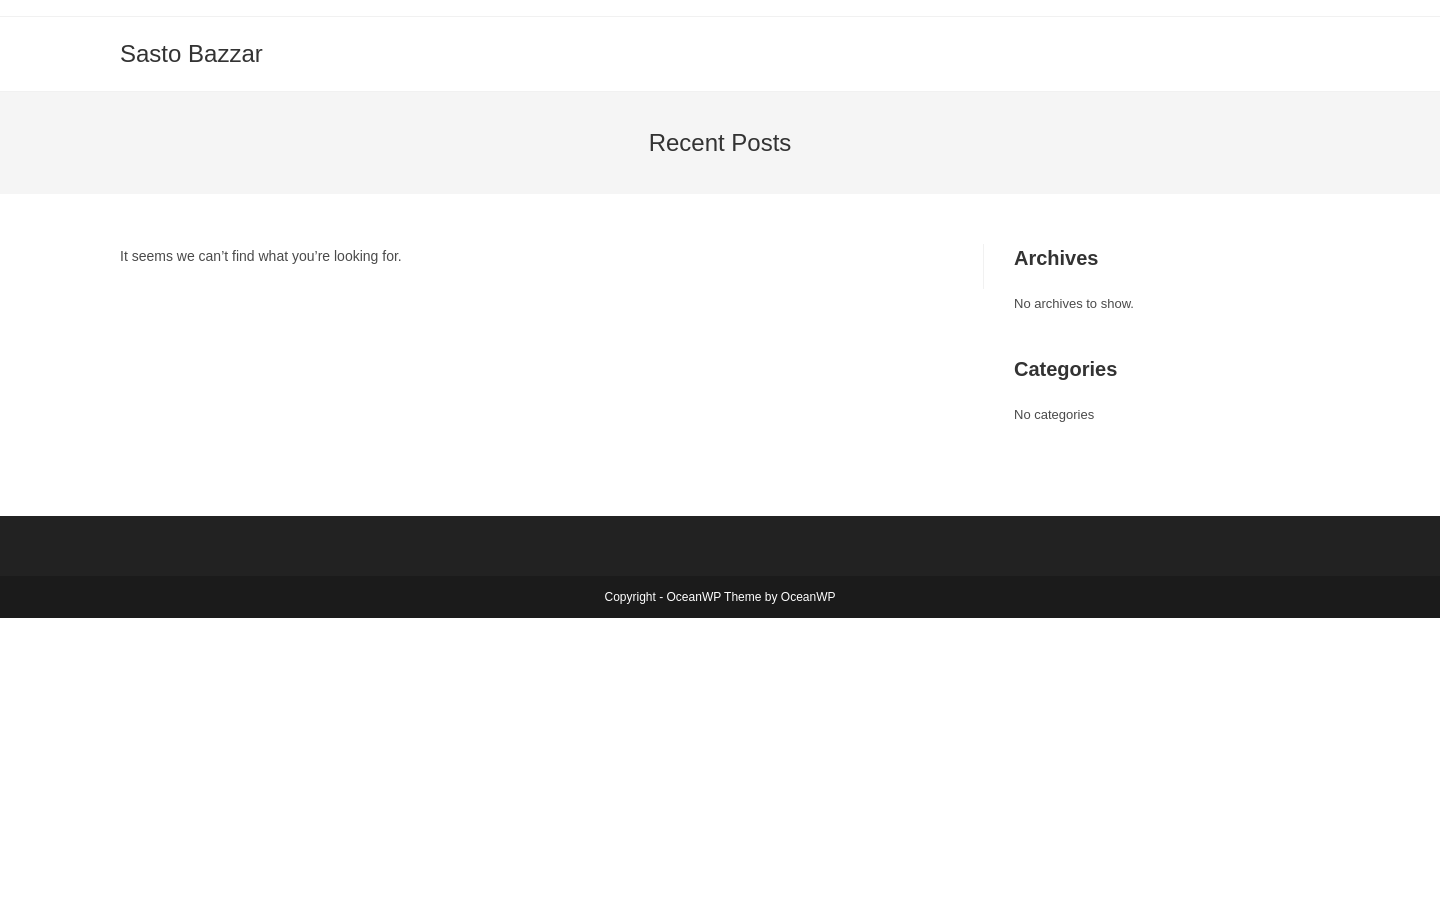 Sasto Bazzar
Recent Posts
It seems we can’t find what you’re looking for.
Archives
No archives to show.
Categories
No categories
Copyright - OceanWP Theme by OceanWP